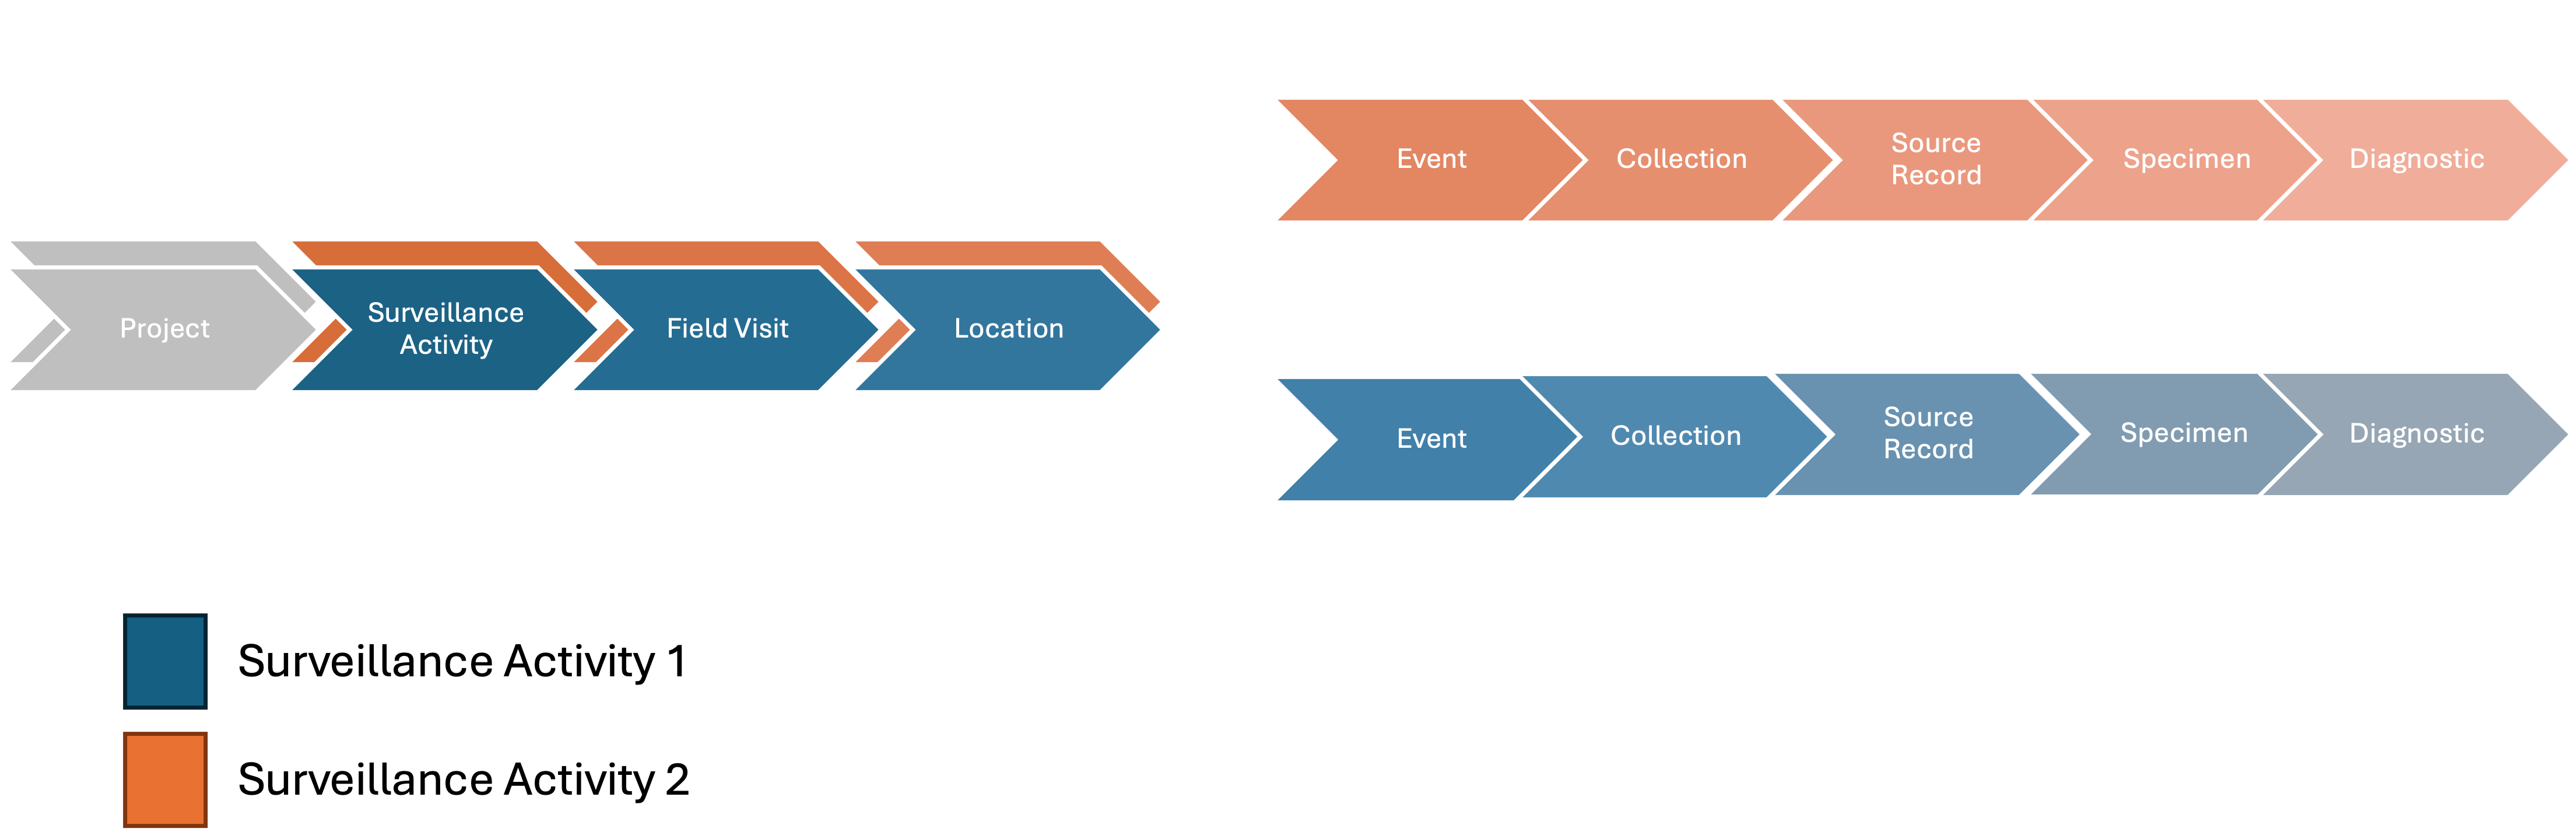 Project
Surveillance
Activity
Field Visit
Location
Event
Collection
Source
Record
Specimen
Diagnostic
Event
Collection
Source
Record
Specimen
Diagnostic
Surveillance Activity 1
Surveillance Activity 2